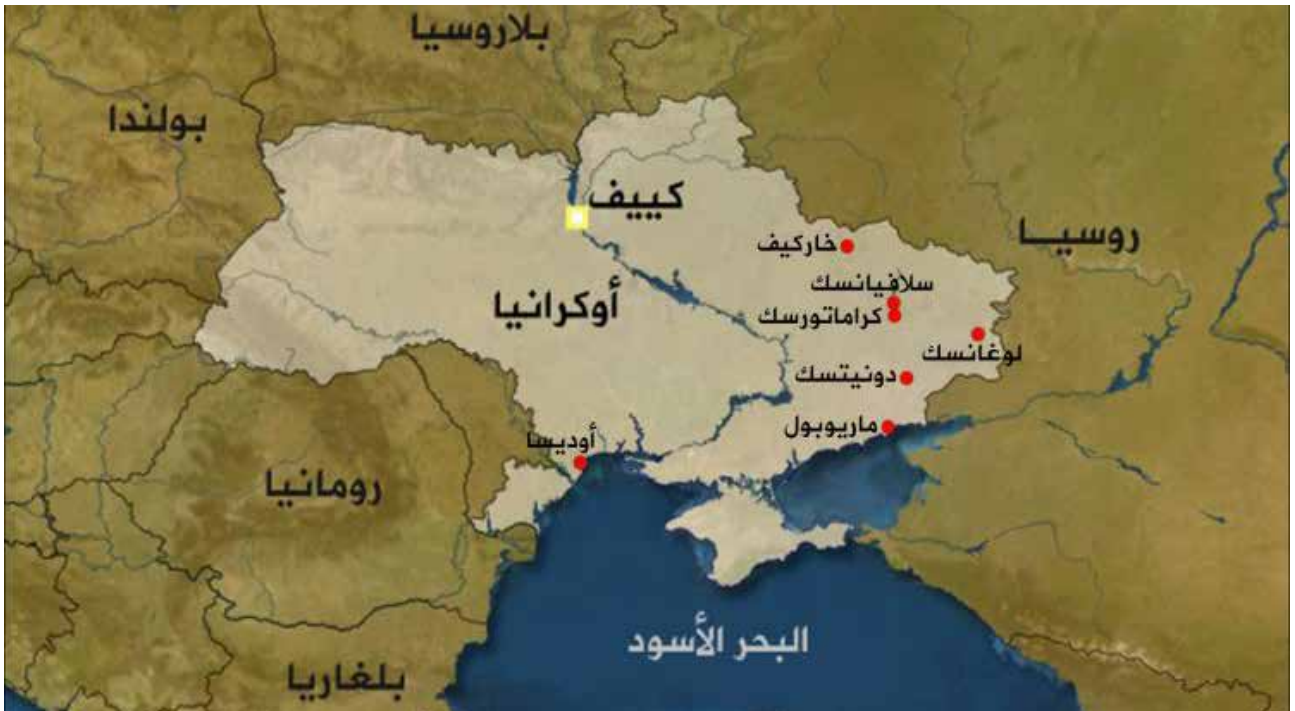 بلاروسيا
بولندا
كييف
روسيا
خاركيف
سلافيانسك
أوكرانيا
كراماتورسك
لوغانسك
دونيتسك
ماريوبول
أوديسا
رومانيا
البحر الأسود
بلغاريا